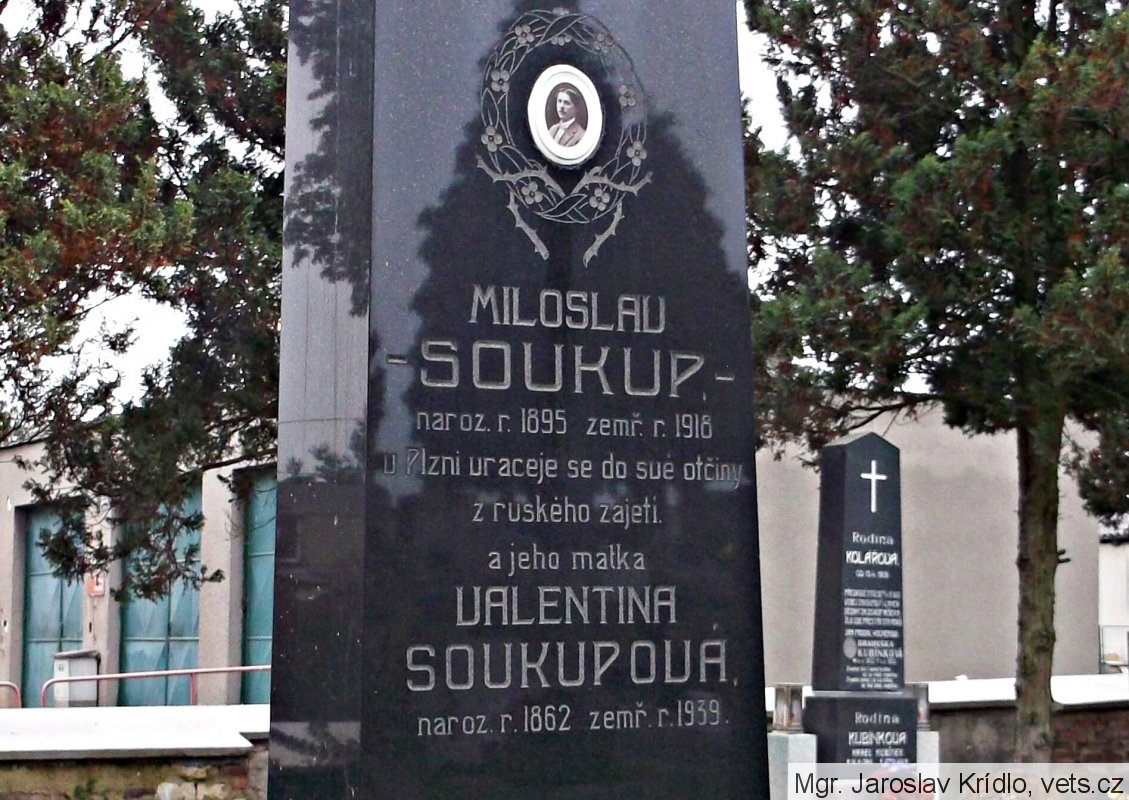 MILOSLAV
- SOUKUP, -
naroz. r. 1895 zemř. r. 1918
v Plzni vraceje se do své otčiny
z ruského zajetí.
a jeho matka
VALENTINA
SOUKUPOVÁ,
naroz. r. 1862 zemř. r. 1939.
Rodina
KOLÁŘOVA
Rodina
KUBÍNKOVA
Mgr. Jaroslav Krídlo, vets.cz